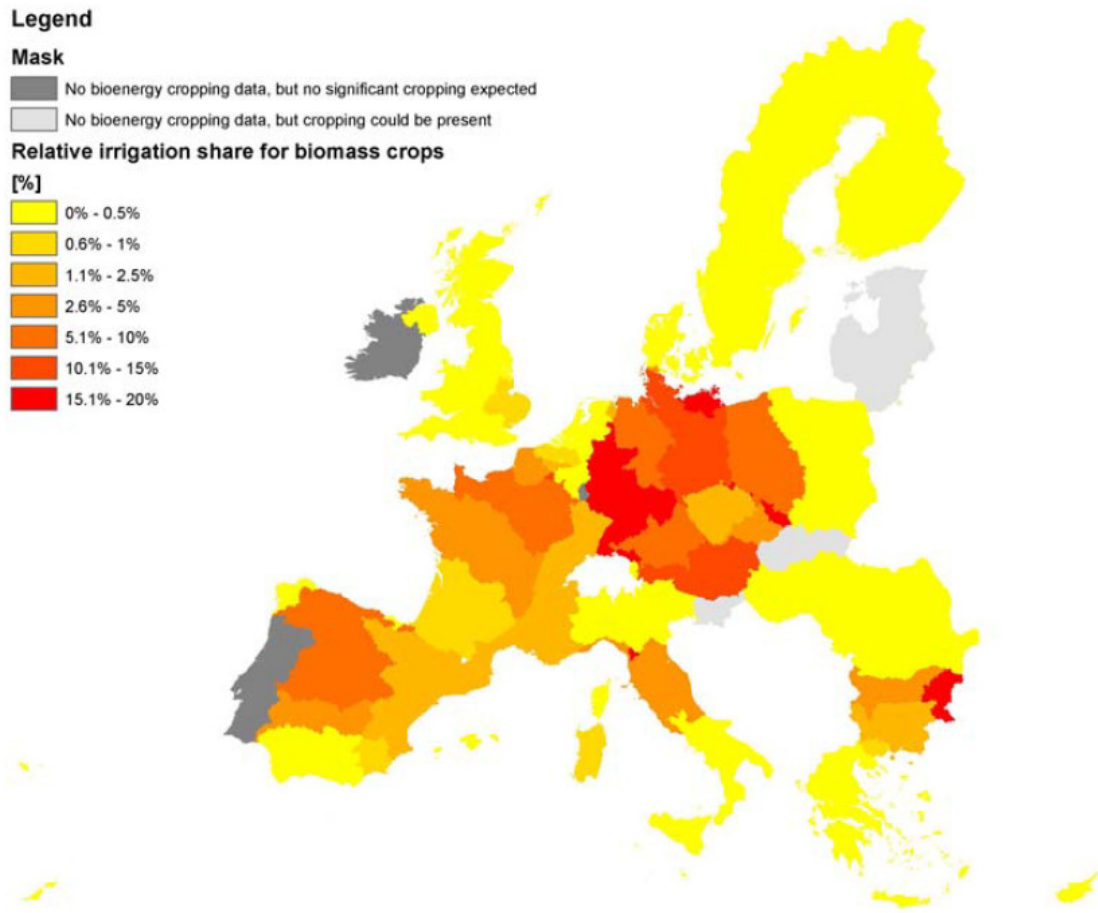 Legend
Mask
No bioenergy cropping data, but no significant cropping expected
No bioenergy cropping data, but cropping could be present
Relative irrigation share for biomass crops
[%]
0% - 0.5%
0.6% - 1%
1.1% - 2.5%
2.6% - 5%
5.1% - 10%
10.1% - 15%
15.1% - 20%